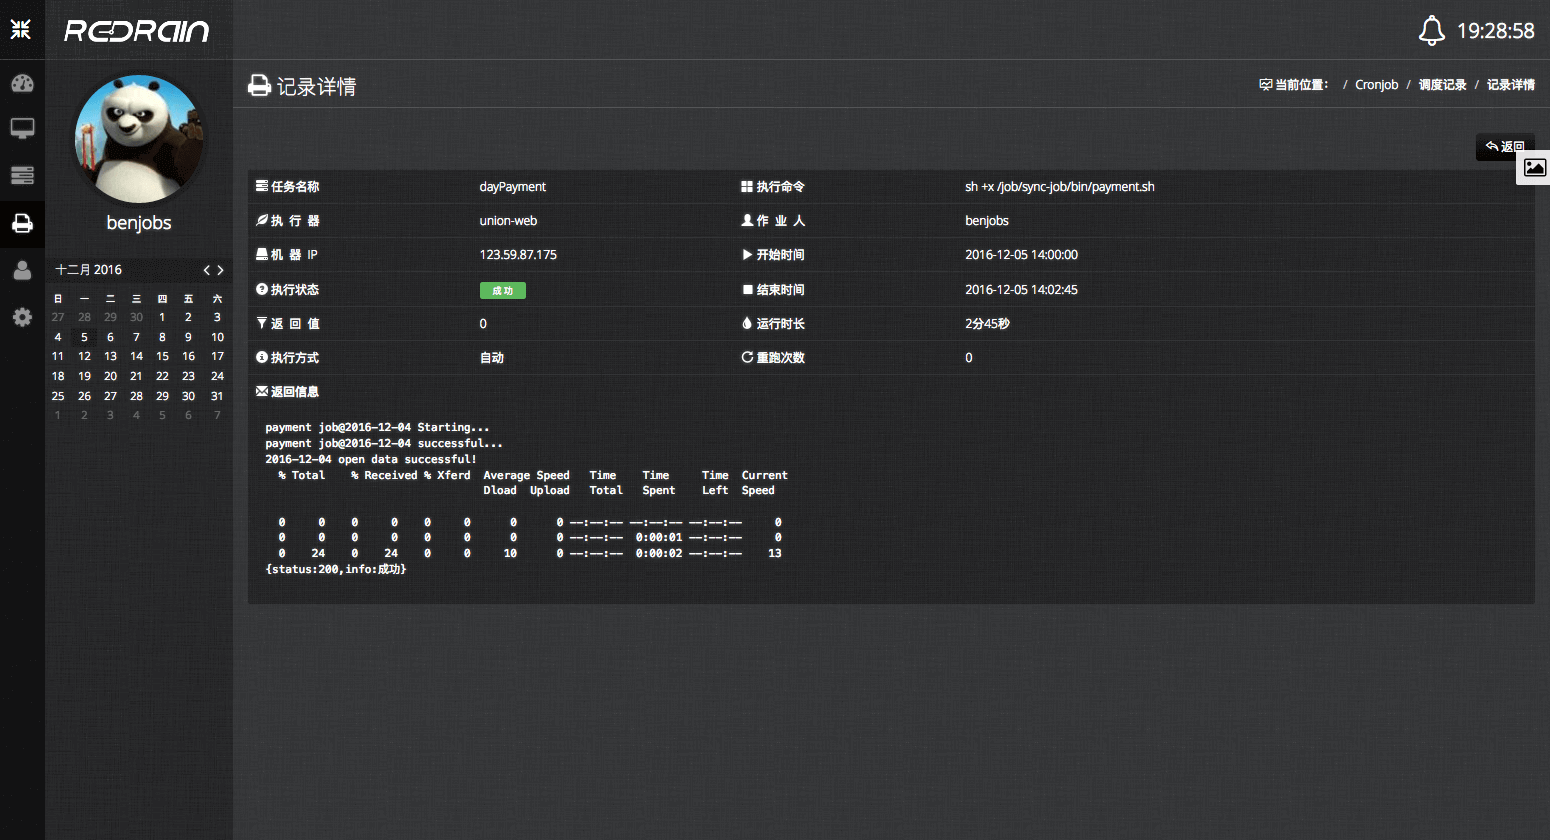 REDRAIN
19:28:58
记录详情
当前位置： / Cronjob / 调度记录 / 记录详情
benjobs
返回
任务名称 dayPayment 执行命令 sh +x /job/sync-job/bin/payment.sh
执 行 器 union-web 作 业 人 benjobs
机 器 IP 123.59.87.175 开始时间 2016-12-05 14:00:00
执行状态 成功 结束时间 2016-12-05 14:02:45
返 回 值 0 运行时长 2分45秒
执行方式 自动 重跑次数 0
返回信息
payment job@2016-12-04 Starting...
payment job@2016-12-04 successful...
2016-12-04 open data successful!
% Total % Received % Xferd Average Speed Time Time Time Current
Dload Upload Total Spent Left Speed
0 0 0 0 0 0 0 0 --:--:-- --:--:-- --:--:-- 0
0 0 0 0 0 0 0 0 --:--:-- 0:00:01 --:--:-- 0
0 24 0 24 0 0 10 0 --:--:-- 0:00:02 --:--:-- 13
{status:200,info:成功}
十二月 2016
日 一 二 三 四 五 六
27 28 29 30 1 2 3
4 5 6 7 8 9 10
11 12 13 14 15 16 17
18 19 20 21 22 23 24
25 26 27 28 29 30 31
1 2 3 4 5 6 7